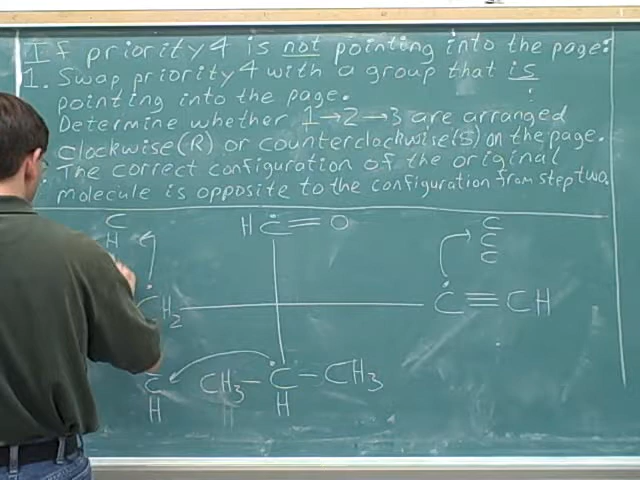 If priority 4 is not pointing into the page:
1. Swap priority 4 with a group that is
pointing into the page.
Determine whether 1→2→3 are arranged
clockwise(R) or counterclockwise(S) on the page.
The correct configuration of the original
molecule is opposite to the configuration from step two.
C
H
HC=O
C
C
C
CH2
C≡CH
C
H
CH3-C-CH3
H